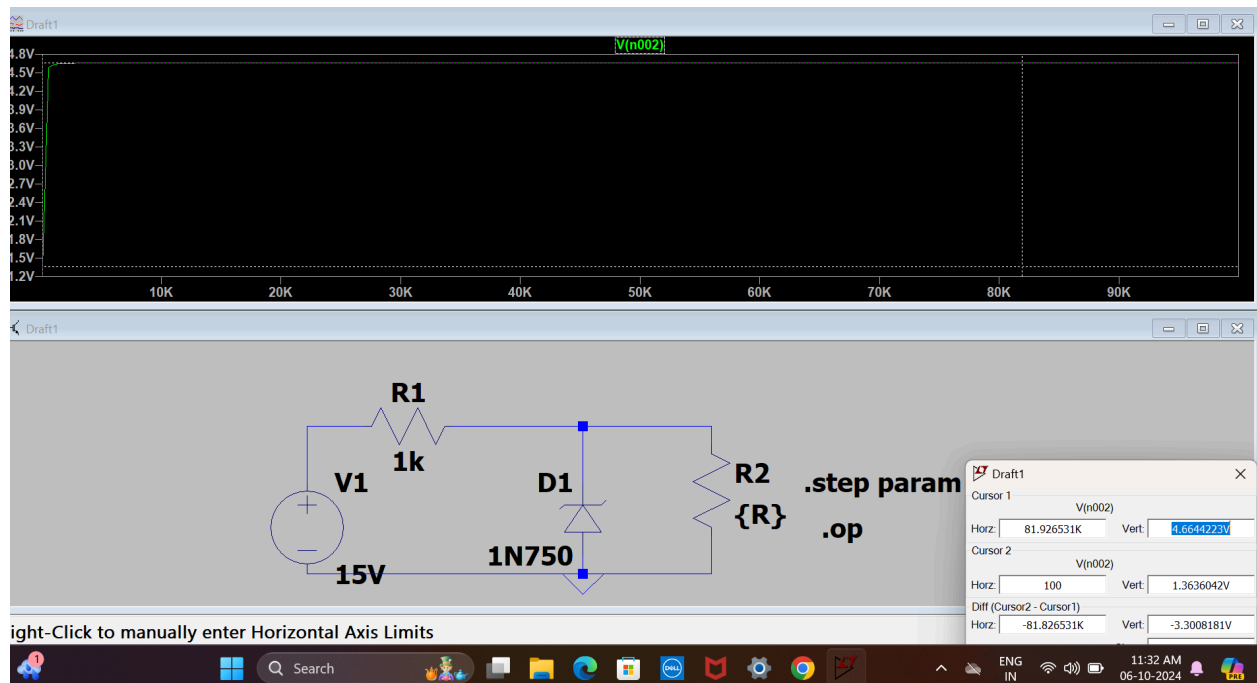 Draft1
V(n002)
4.8V
4.5V
4.2V
3.9V
3.6V
3.3V
3.0V
2.7V
2.4V
2.1V
1.8V
1.5V
1.2V
10K 20K 30K 40K 50K 60K 70K 80K 90K
Draft1
R1
1k
V1
15V
D1
1N750
R2
{R}
.step param
.op
Draft1
Cursor 1
V(n002)
Horz: 81.926531K Vert: 4.6644223V
Cursor 2
V(n002)
Horz: 100 Vert: 1.3636042V
Diff (Cursor2 - Cursor1)
Horz: -81.826531K Vert: -3.3008181V
ight-Click to manually enter Horizontal Axis Limits
1
Search
DELL
PRE
ENG
IN
11:32 AM
06-10-2024